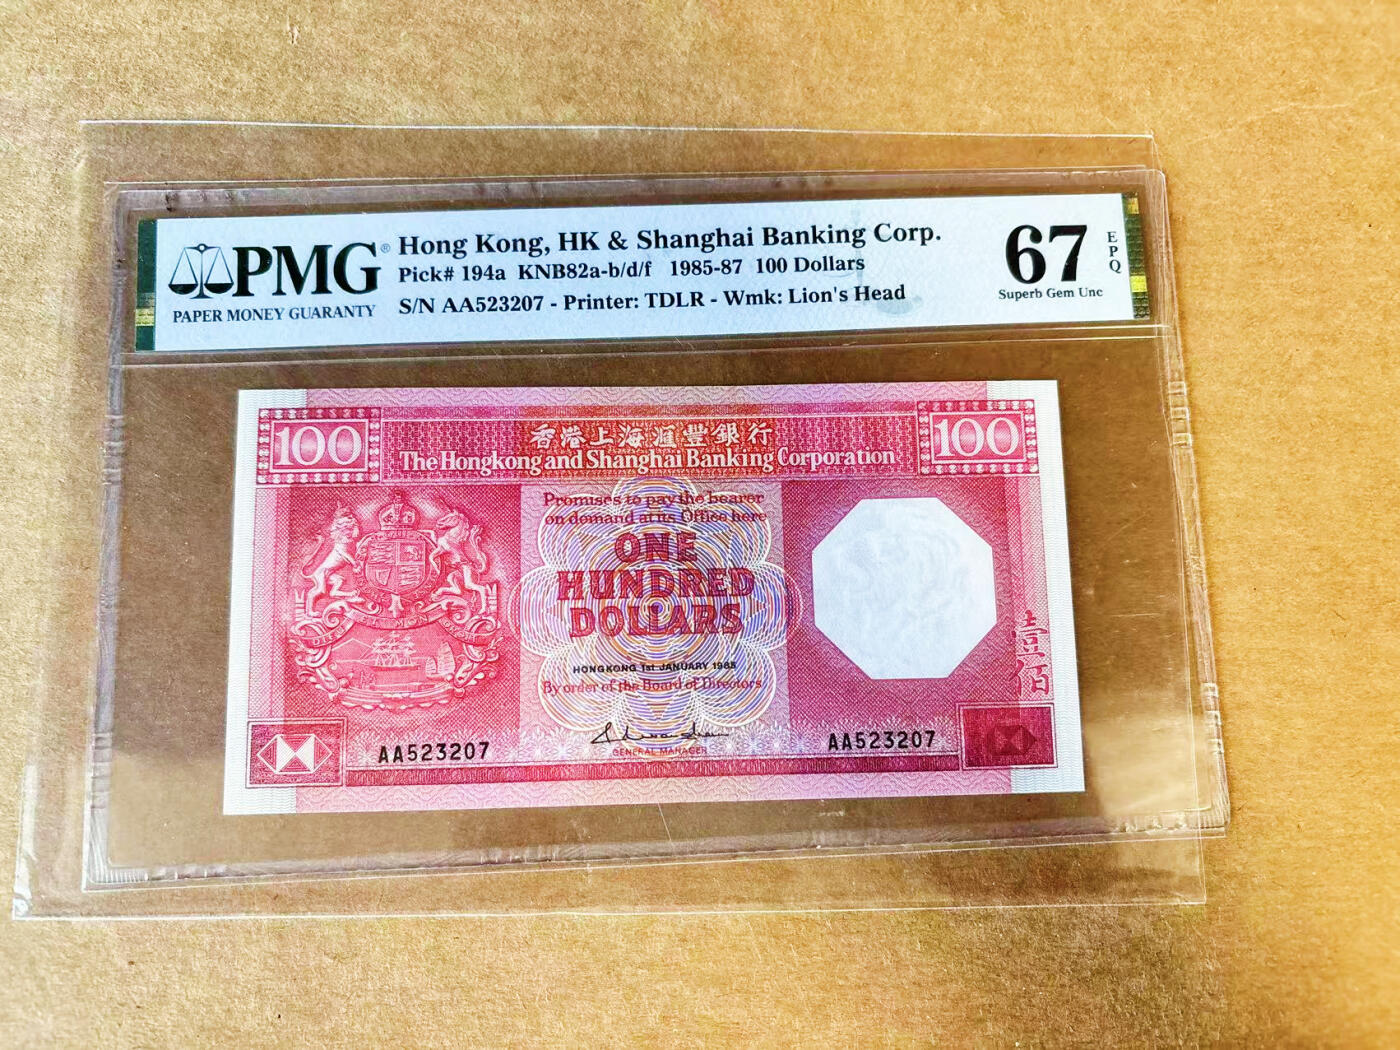 PMG®
PAPER MONEY GUARANTY
Hong Kong, HK & Shanghai Banking Corp.
Pick# 194a KNB82a-b/d/f 1985-87 100 Dollars
S/N AA523207 - Printer: TDLR - Wmk: Lion's Head
67
EPQ
Superb Gem Unc
100
香港上海滙豐銀行
100
The Hongkong and Shanghai Banking Corporation
Promises to pay the bearer
on demand at its Office here
ONE
HUNDRED
DOLLARS
HONGKONG 1st JANUARY 1985
By order of the Board of Directors
GENERAL MANAGER
壹佰
AA523207
AA523207